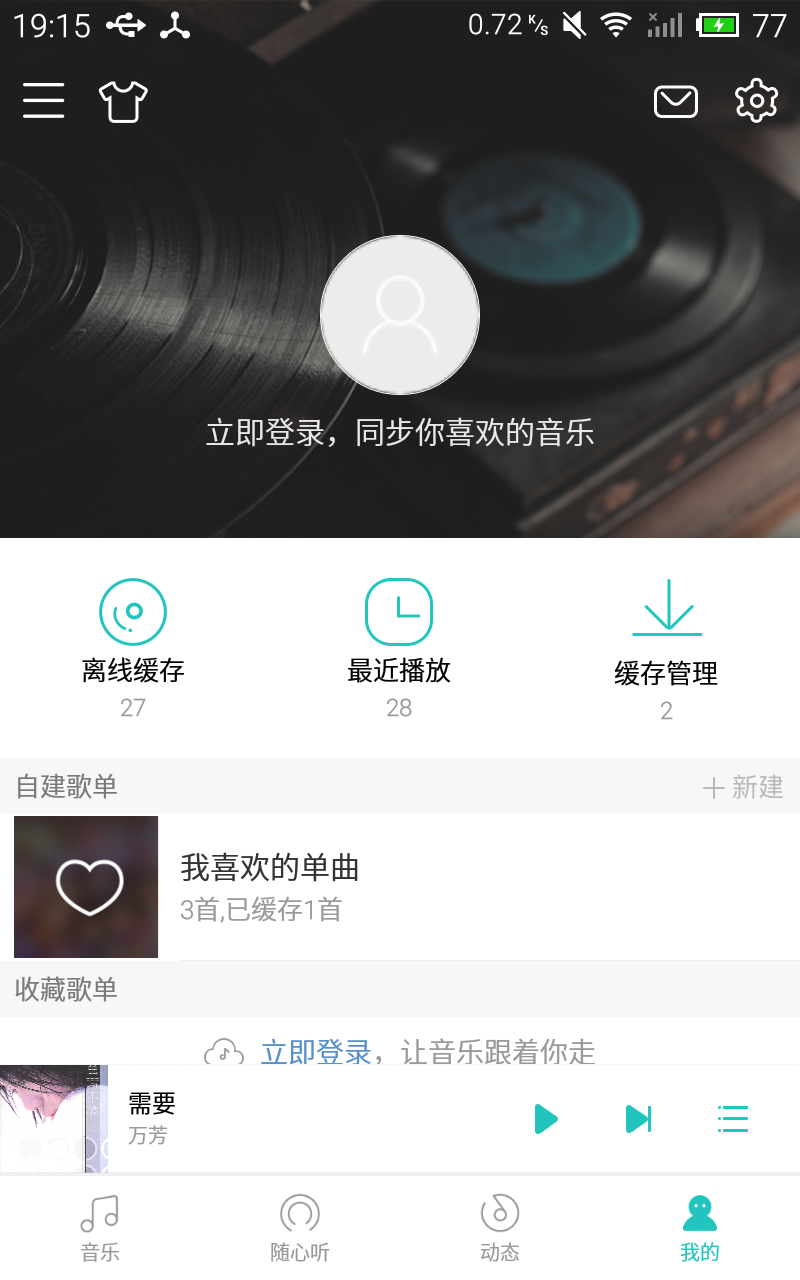 19:15
0.72 K/s
77
立即登录，同步你喜欢的音乐
离线缓存
27
最近播放
28
缓存管理
2
自建歌单
新建
我喜欢的单曲
3首,已缓存1首
收藏歌单
立即登录，让音乐跟着你走
需要
万芳
音乐
随心听
动态
我的